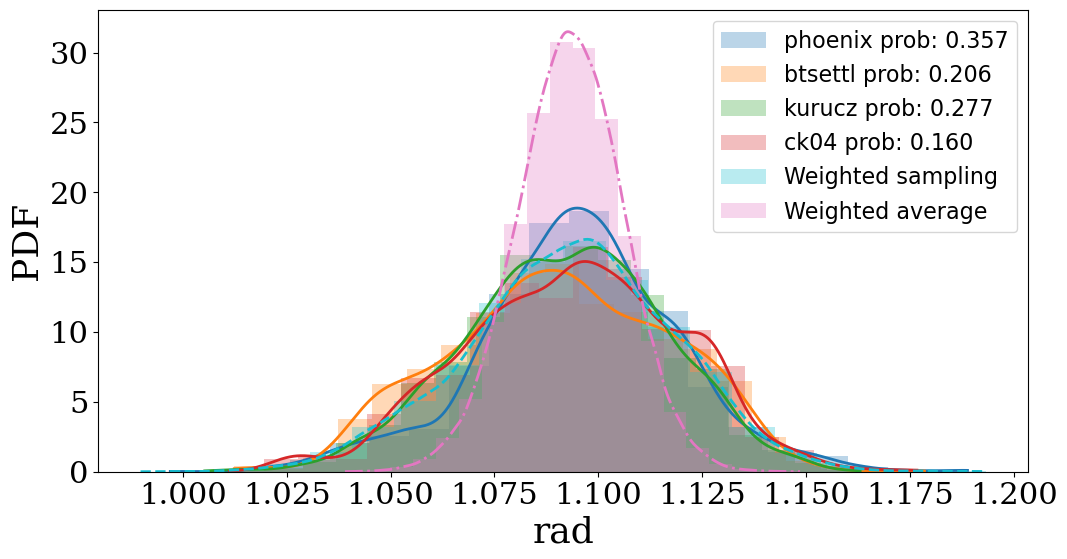 PDF
30
25
20
15
10
5
0
1.000 1.025 1.050 1.075 1.100 1.125 1.150 1.175 1.200
rad
phoenix prob: 0.357
btsettl prob: 0.206
kurucz prob: 0.277
ck04 prob: 0.160
Weighted sampling
Weighted average